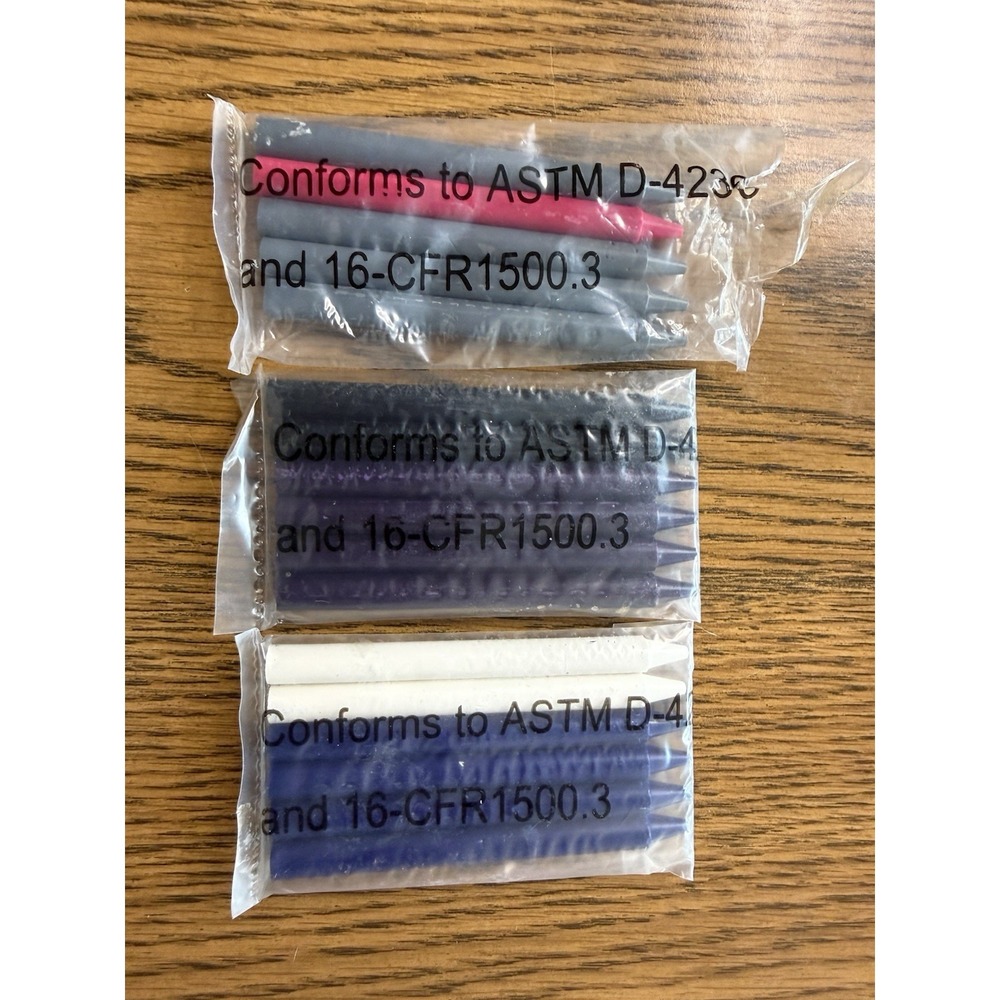 Conforms to ASTM D-4236
and 16-CFR1500.3
Conforms to ASTM D-4
and 16-CFR1500.3
Conforms to ASTM D-42
and 16-CFR1500.3